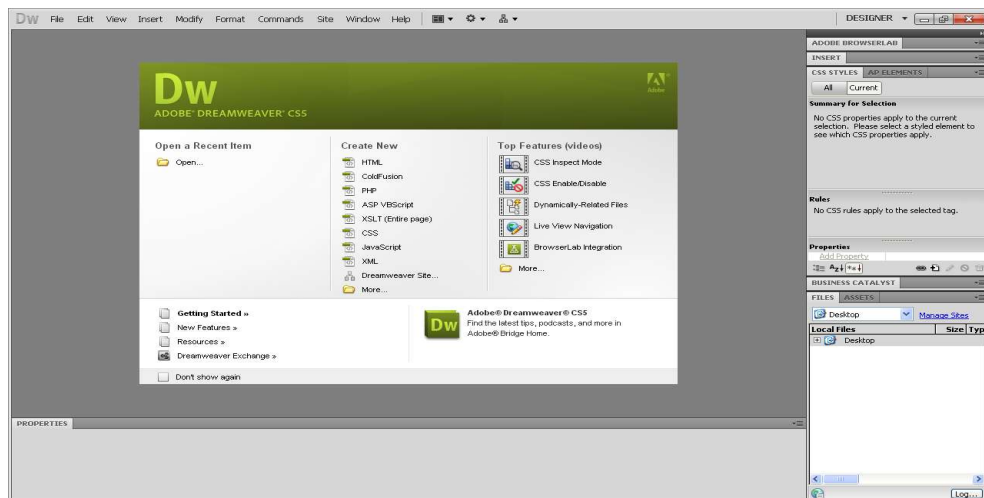 DW File Edit View Insert Modify Format Commands Site Window Help DESIGNER
ADOBE BROWSERLAB
INSERT
CSS STYLES AP ELEMENTS
All Current
Summary for Selection
No CSS properties apply to the current
selection. Please select a styled element to
see which CSS properties apply.
Rules
No CSS rules apply to the selected tag.
Properties
Add Property
BUSINESS CATALYST
FILES ASSETS
Desktop Manage Sites
Local Files Size Typ
Desktop
Log...
Dw
ADOBE® DREAMWEAVER® CS5
Adobe
Open a Recent Item
Open...
Create New
HTML
ColdFusion
PHP
ASP VBScript
XSLT (Entire page)
CSS
JavaScript
XML
Dreamweaver Site...
More...
Top Features (videos)
CSS Inspect Mode
CSS Enable/Disable
Dynamically-Related Files
Live View Navigation
BrowserLab Integration
More...
Getting Started »
New Features »
Resources »
Dreamweaver Exchange »
Dw
Adobe® Dreamweaver® CS5
Find the latest tips, podcasts, and more in
Adobe® Bridge Home.
Don't show again
PROPERTIES